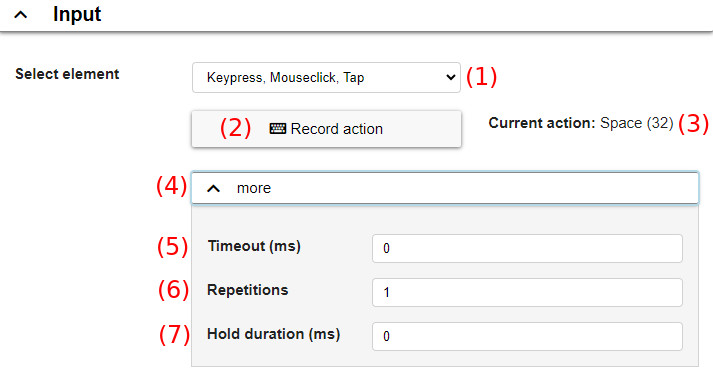 Input
Select element Keypress, Mouseclick, Tap (1)
(2) Record action Current action: Space (32) (3)
(4) more
(5) Timeout (ms) 0
(6) Repetitions 1
(7) Hold duration (ms) 0